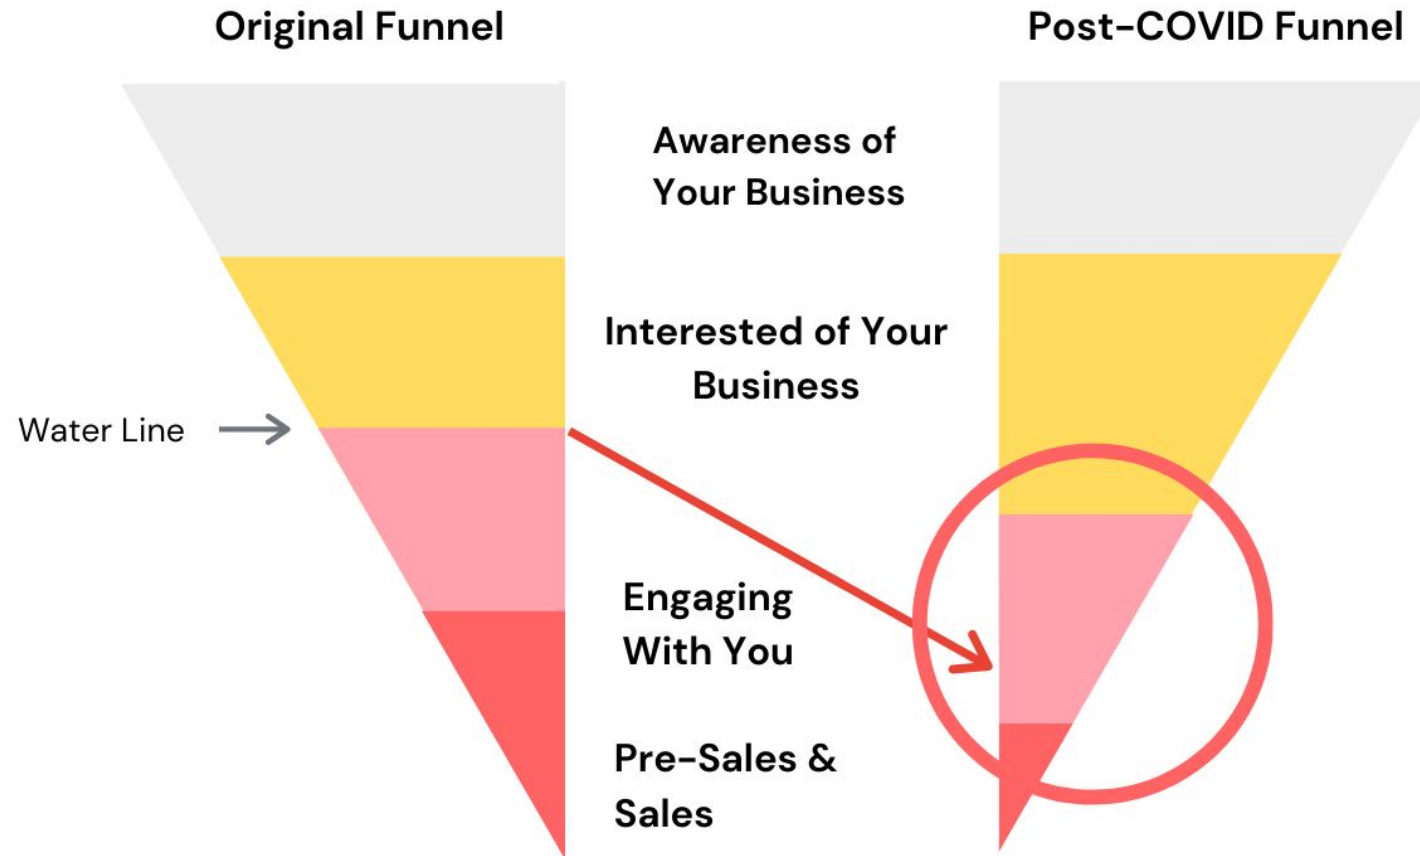 Original Funnel
Post-COVID Funnel
Awareness of
Your Business
Interested of Your
Business
Water Line
Engaging
With You
Pre-Sales &
Sales